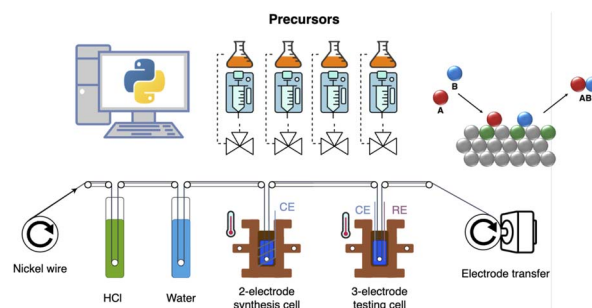 Precursors
B
A
AB
CE
CE
RE
Nickel wire
Electrode transfer
HCl
Water
2-electrode
synthesis cell
3-electrode
testing cell